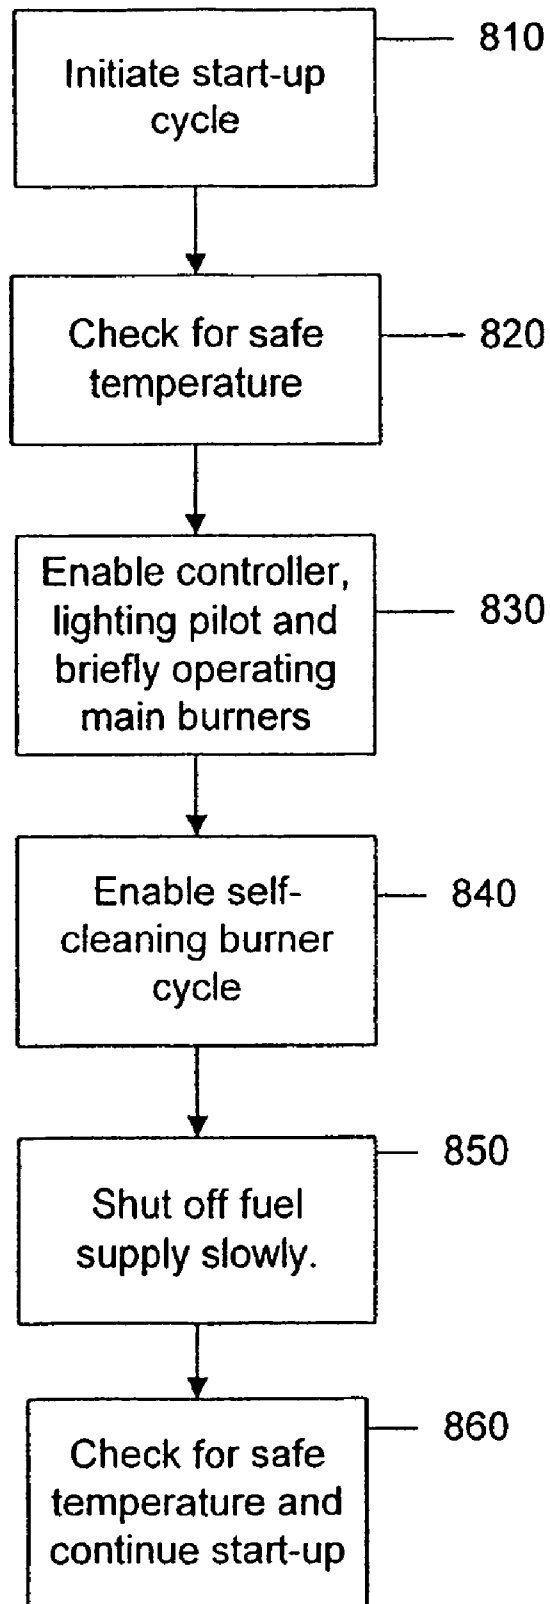 Initiate start-up
cycle
810
Check for safe
temperature
820
Enable controller,
lighting pilot and
briefly operating
main burners
830
Enable self-
cleaning burner
cycle
840
Shut off fuel
supply slowly.
850
Check for safe
temperature and
continue start-up
860